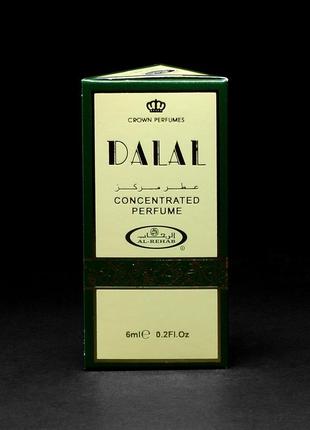 CROWN PERFUMES
DALAL
عطر مركز
CONCENTRATED
PERFUME
الرحاب
AL-REHAB
®
6ml℮ 0.2Fl.Oz